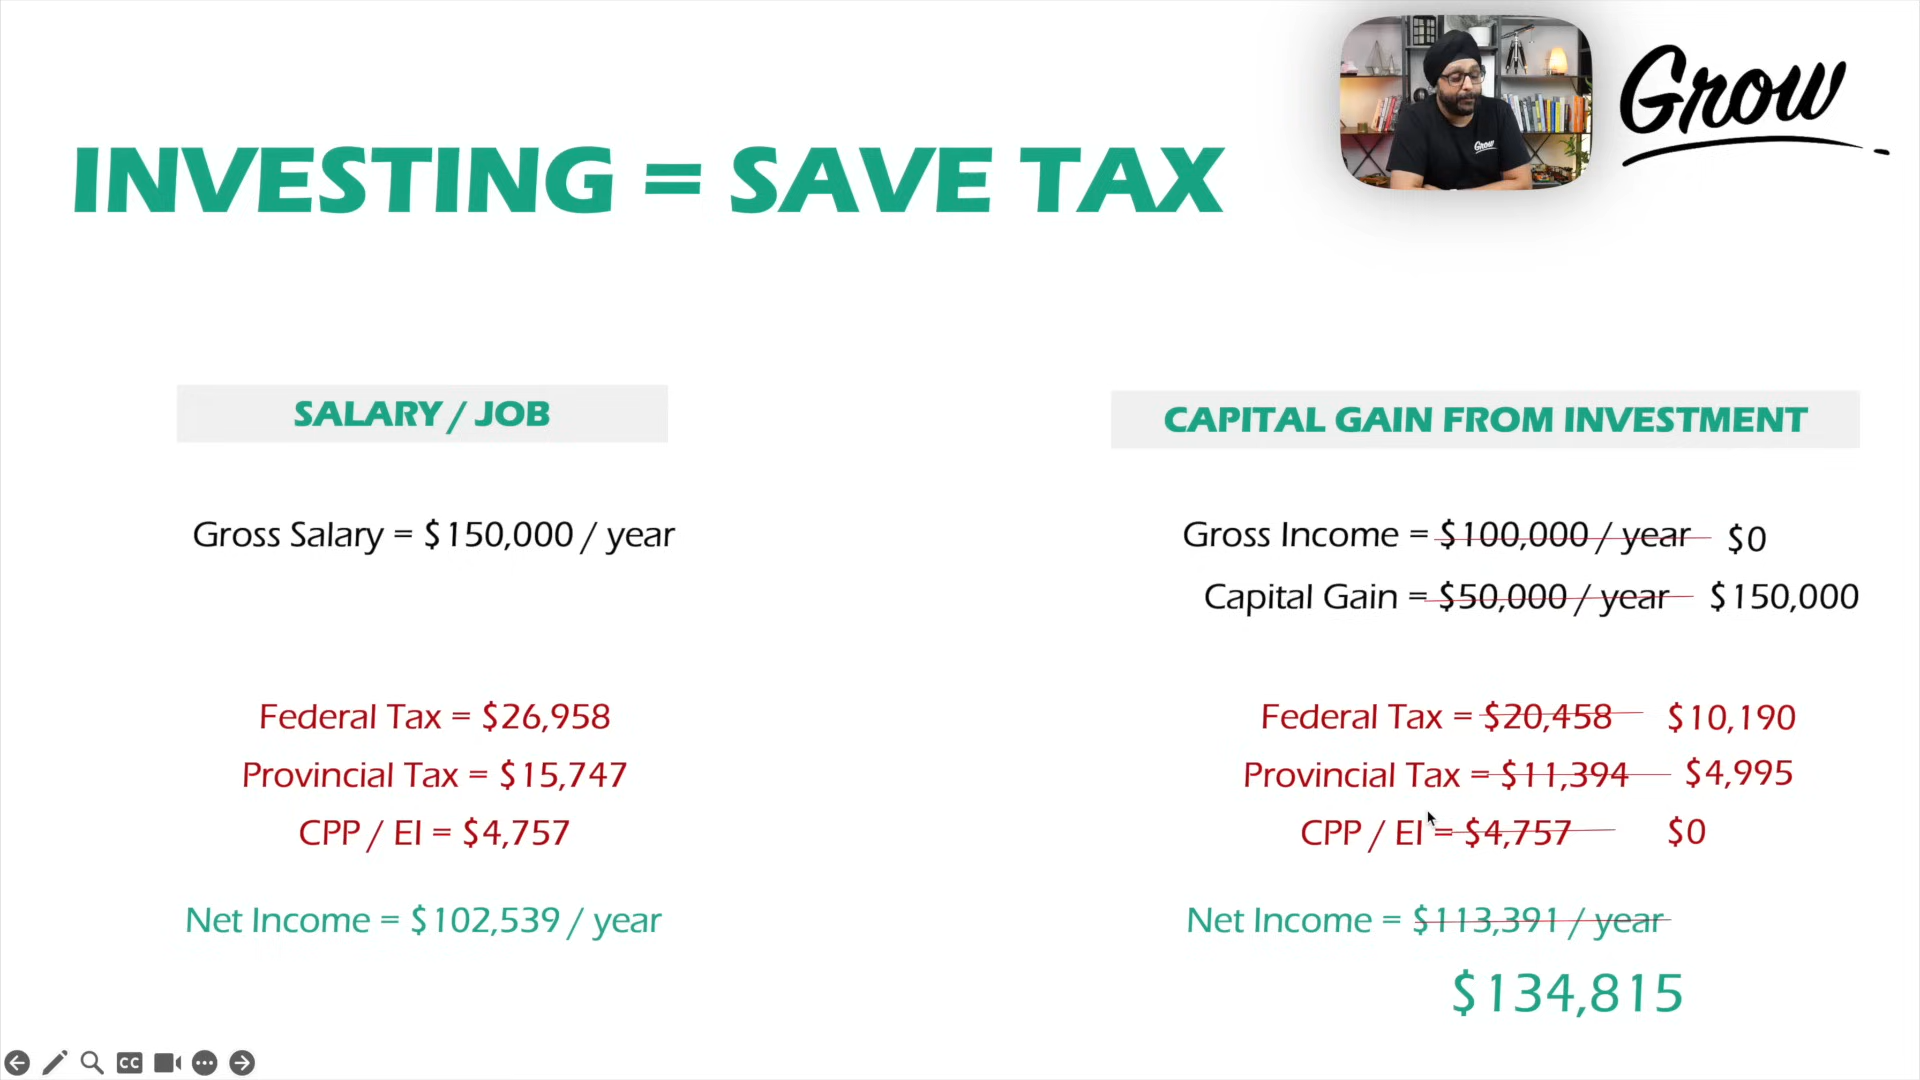 Grow
Grow
INVESTING = SAVE TAX
SALARY / JOB
Gross Salary = $150,000 / year
Federal Tax = $26,958
Provincial Tax = $15,747
CPP / EI = $4,757
Net Income = $102,539 / year
CAPITAL GAIN FROM INVESTMENT
Gross Income = $100,000 / year $0
Capital Gain = $50,000 / year $150,000
Federal Tax = $20,458 $10,190
Provincial Tax = $11,394 $4,995
CPP / EI = $4,757 $0
Net Income = $113,391 / year
$134,815
CC